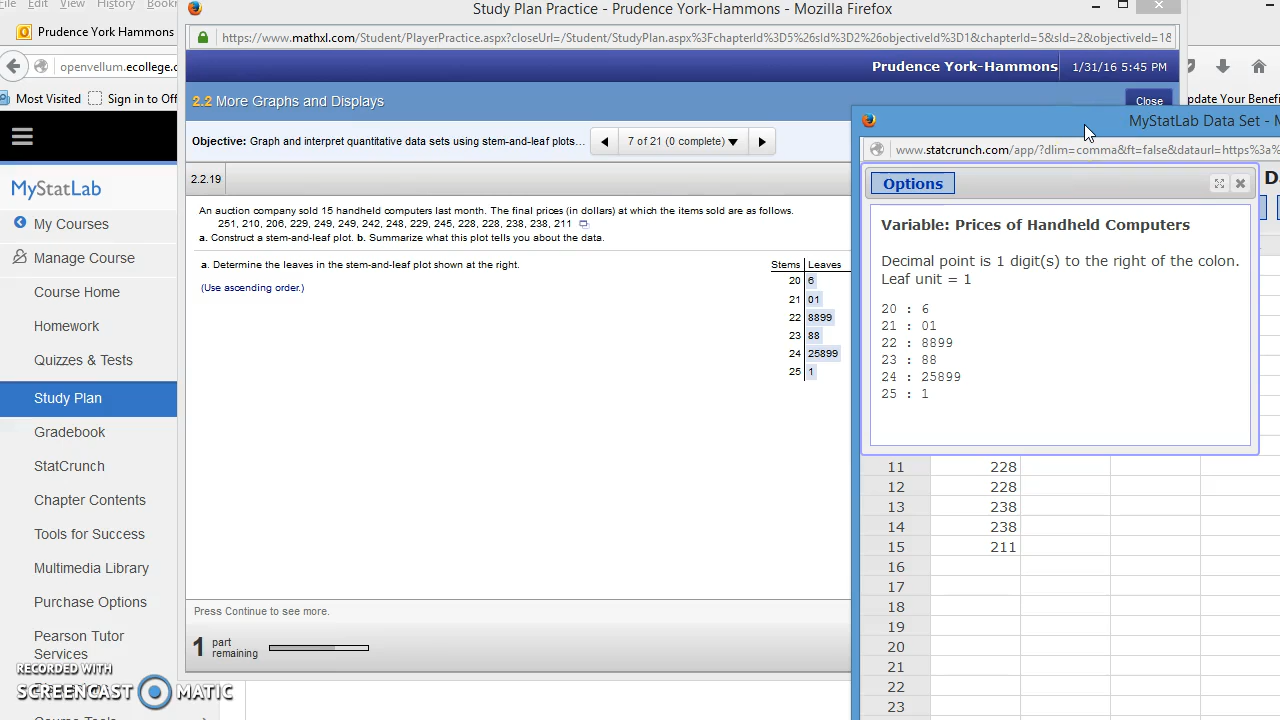 File Edit View History Bookm
Study Plan Practice - Prudence York-Hammons - Mozilla Firefox
Prudence York Hammons
https://www.mathxl.com/Student/PlayerPractice.aspx?closeUrl=/Student/StudyPlan.aspx%3FchapterId%3D5%26sId%3D2%26objectiveId%3D1&chapterId=5&sId=2&objectiveId=1&
openvellum.ecollege.c
Prudence York-Hammons 1/31/16 5:45 PM
Most Visited Sign in to Off
pdate Your Benefi
2.2 More Graphs and Displays
Close
MyStatLab Data Set - M
Objective: Graph and interpret quantitative data sets using stem-and-leaf plots... 7 of 21 (0 complete)
www.statcrunch.com/app/?dlim=comma&ft=false&dataurl=https%3a%
2.2.19
Options
MyStatLab
My Courses
Manage Course
Course Home
Homework
Quizzes & Tests
Study Plan
Gradebook
StatCrunch
Chapter Contents
Tools for Success
Multimedia Library
Purchase Options
Pearson Tutor
Services
An auction company sold 15 handheld computers last month. The final prices (in dollars) at which the items sold are as follows.
251, 210, 206, 229, 249, 249, 242, 248, 229, 245, 228, 228, 238, 238, 211
a. Construct a stem-and-leaf plot. b. Summarize what this plot tells you about the data.
a. Determine the leaves in the stem-and-leaf plot shown at the right.
(Use ascending order.)
Stems Leaves
20 6
21 01
22 8899
23 88
24 25899
25 1
Press Continue to see more.
1 part
remaining
Variable: Prices of Handheld Computers
Decimal point is 1 digit(s) to the right of the colon.
Leaf unit = 1
20 : 6
21 : 01
22 : 8899
23 : 88
24 : 25899
25 : 1
11 228
12 228
13 238
14 238
15 211
16
17
18
19
20
21
22
23
RECORDED WITH
SCREENCAST MATIC